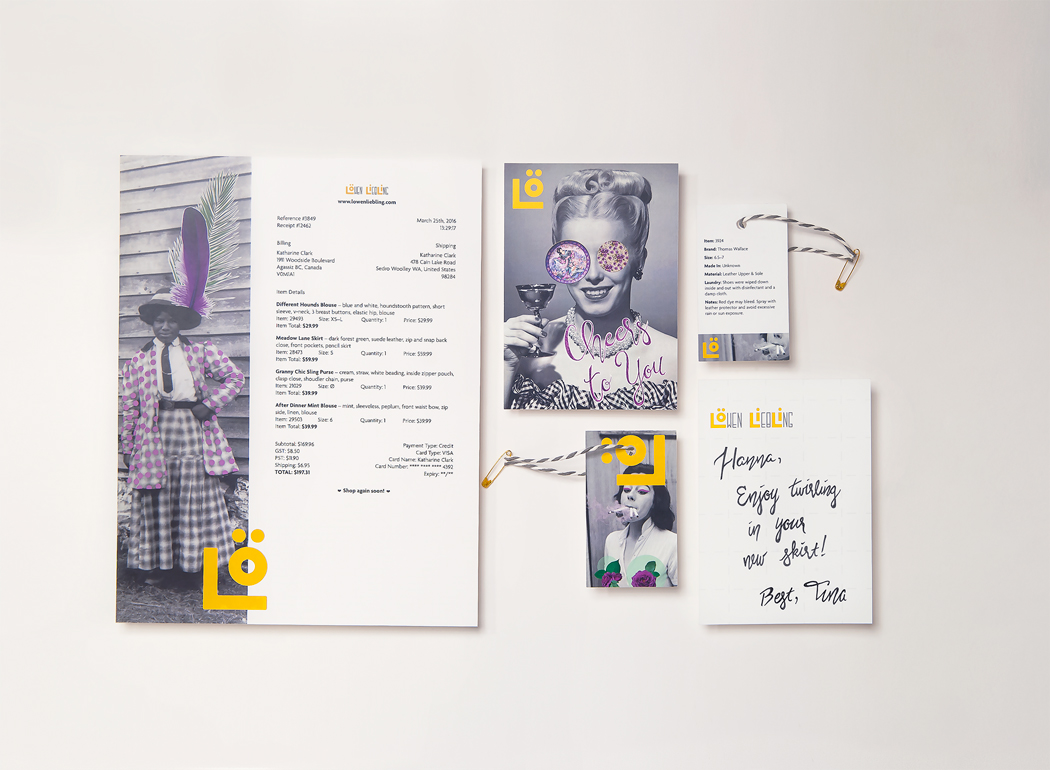 LÖWEN LIEBLING
www.lowenliebling.com
Reference #3849
Receipt #12462
March 25th, 2016
13:29:17
Billing
Katharine Clark
191 Woodside Boulevard
Agassiz BC, Canada
Shipping
Katharine Clark
478 Cain Lake Road
Sedro Woolley WA, United States
98284
Item Details
Different Hounds Blouse – blue and white, houndstooth pattern, short
sleeve, v-neck, 3 breast buttons, elastic hip, blouse
Item: 29493 Size: XS-L Quantity: 1 Price: $29.99
Item Total: $29.99
Meadow Lane Skirt – dark forest green, suede leather, zip and snap back
close, front pockets, pencil skirt
Item: 28473 Size: S Quantity: 1 Price: $59.99
Item Total: $59.99
Granny Chic Sling Purse – cream, straw, white beading, inside zipper pouch,
clasp close, shoudler chain, purse
Item: 21029 Size: Ø Quantity: 1 Price: $39.99
Item Total: $39.99
After Dinner Mint Blouse – mint, sleeveless, peplum, front waist bow, zip
side, linen, blouse
Item: 29503 Size: 6 Quantity: 1 Price: $39.99
Item Total: $39.99
Subtotal: $169.96
GST: $8.50
PST: $11.90
Shipping: $6.95
TOTAL: $197.31
Payment Type: Credit
Card Type: VISA
Card Number: **** **** **** 4392
Card Name: Katharine Clark
Expiry: **/**
Shop again soon!
LÖ
LÖ
Cheers
to You
Item: 3924
Brand: Thomas Wallace
Size: 6.5–7
Made In: Unknown
Material: Leather Upper & Sole
Laundry: Shoes were wiped down
inside and out with disenfectant and a
damp cloth.
Notes: Red dye may bleed. Spray with
leather protector and avoid excessive
rain or sun exposure.
LÖ
LÖ
LÖWEN LIEBLING
Hanna,
Enjoy twirling
in your
new skirt!
Best, Tina